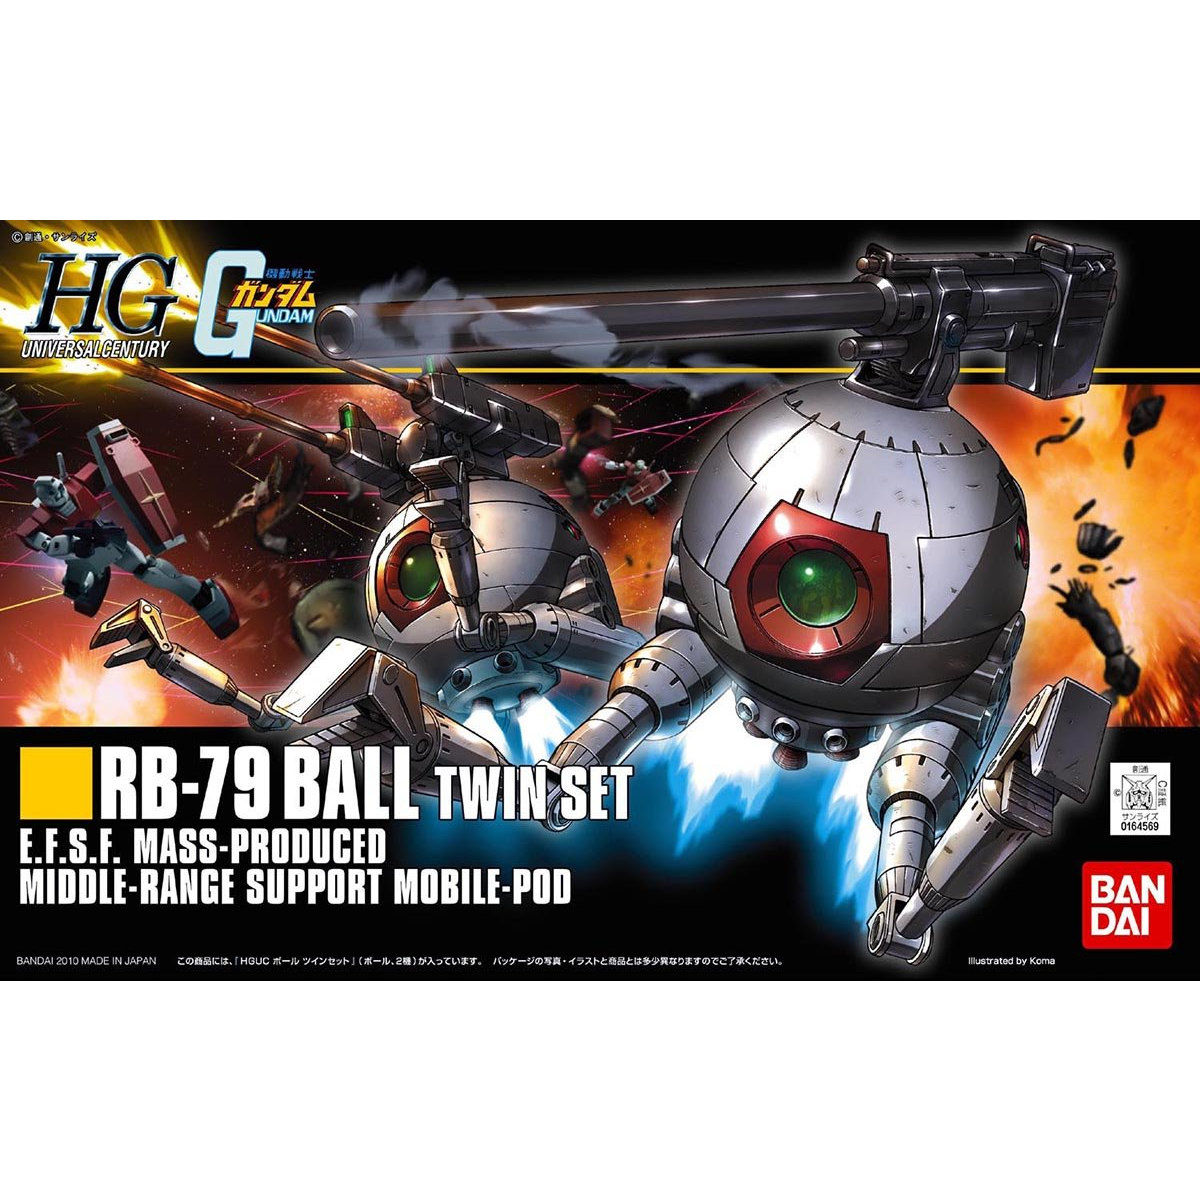 ©創通・サンライズ
HG
UNIVERSAL CENTURY
機動戦士
ガンダム
GUNDAM
RB-79 BALL TWIN SET
E.F.S.F. MASS-PRODUCED
MIDDLE-RANGE SUPPORT MOBILE-POD
創通
©
サンライズ
0164569
BAN
DAI
BANDAI 2010 MADE IN JAPAN
この商品には、「HGUC ボール ツインセット」(ボール、2機)が入っています。 パッケージの写真・イラストと商品とは多少異なりますのでご了承ください。
Illustrated by Koma